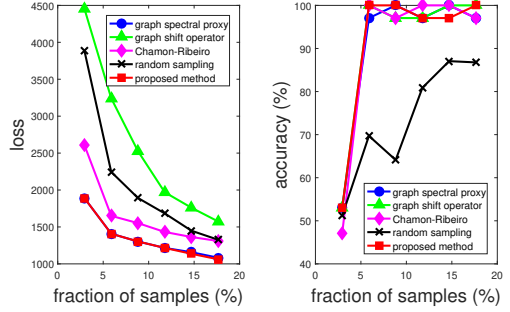 4500
4000
3500
3000
2500
2000
1500
1000
loss
0 5 10 15 20
fraction of samples (%)
graph spectral proxy
graph shift operator
Chamon-Ribeiro
random sampling
proposed method
100
90
80
70
60
50
40
accuracy (%)
0 5 10 15 20
fraction of samples (%)
graph spectral proxy
graph shift operator
Chamon-Ribeiro
random sampling
proposed method